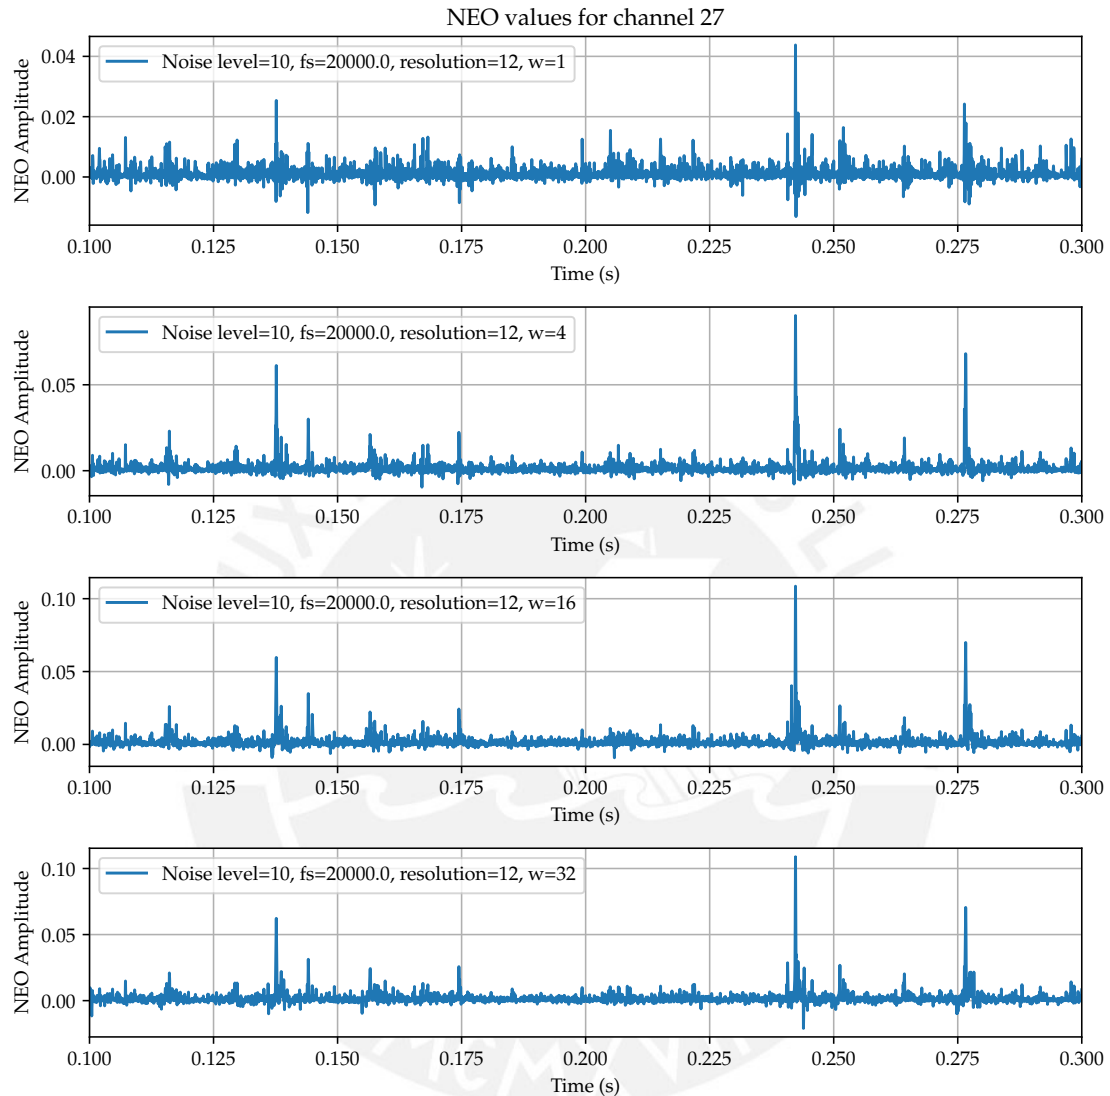 NEO values for channel 27
NEO Amplitude
0.04
0.02
0.00
Noise level=10, fs=20000.0, resolution=12, w=1
0.100 0.125 0.150 0.175 0.200 0.225 0.250 0.275 0.300
Time (s)
NEO Amplitude
0.05
0.00
Noise level=10, fs=20000.0, resolution=12, w=4
0.100 0.125 0.150 0.175 0.200 0.225 0.250 0.275 0.300
Time (s)
NEO Amplitude
0.10
0.05
0.00
Noise level=10, fs=20000.0, resolution=12, w=16
0.100 0.125 0.150 0.175 0.200 0.225 0.250 0.275 0.300
Time (s)
NEO Amplitude
0.10
0.05
0.00
Noise level=10, fs=20000.0, resolution=12, w=32
0.100 0.125 0.150 0.175 0.200 0.225 0.250 0.275 0.300
Time (s)